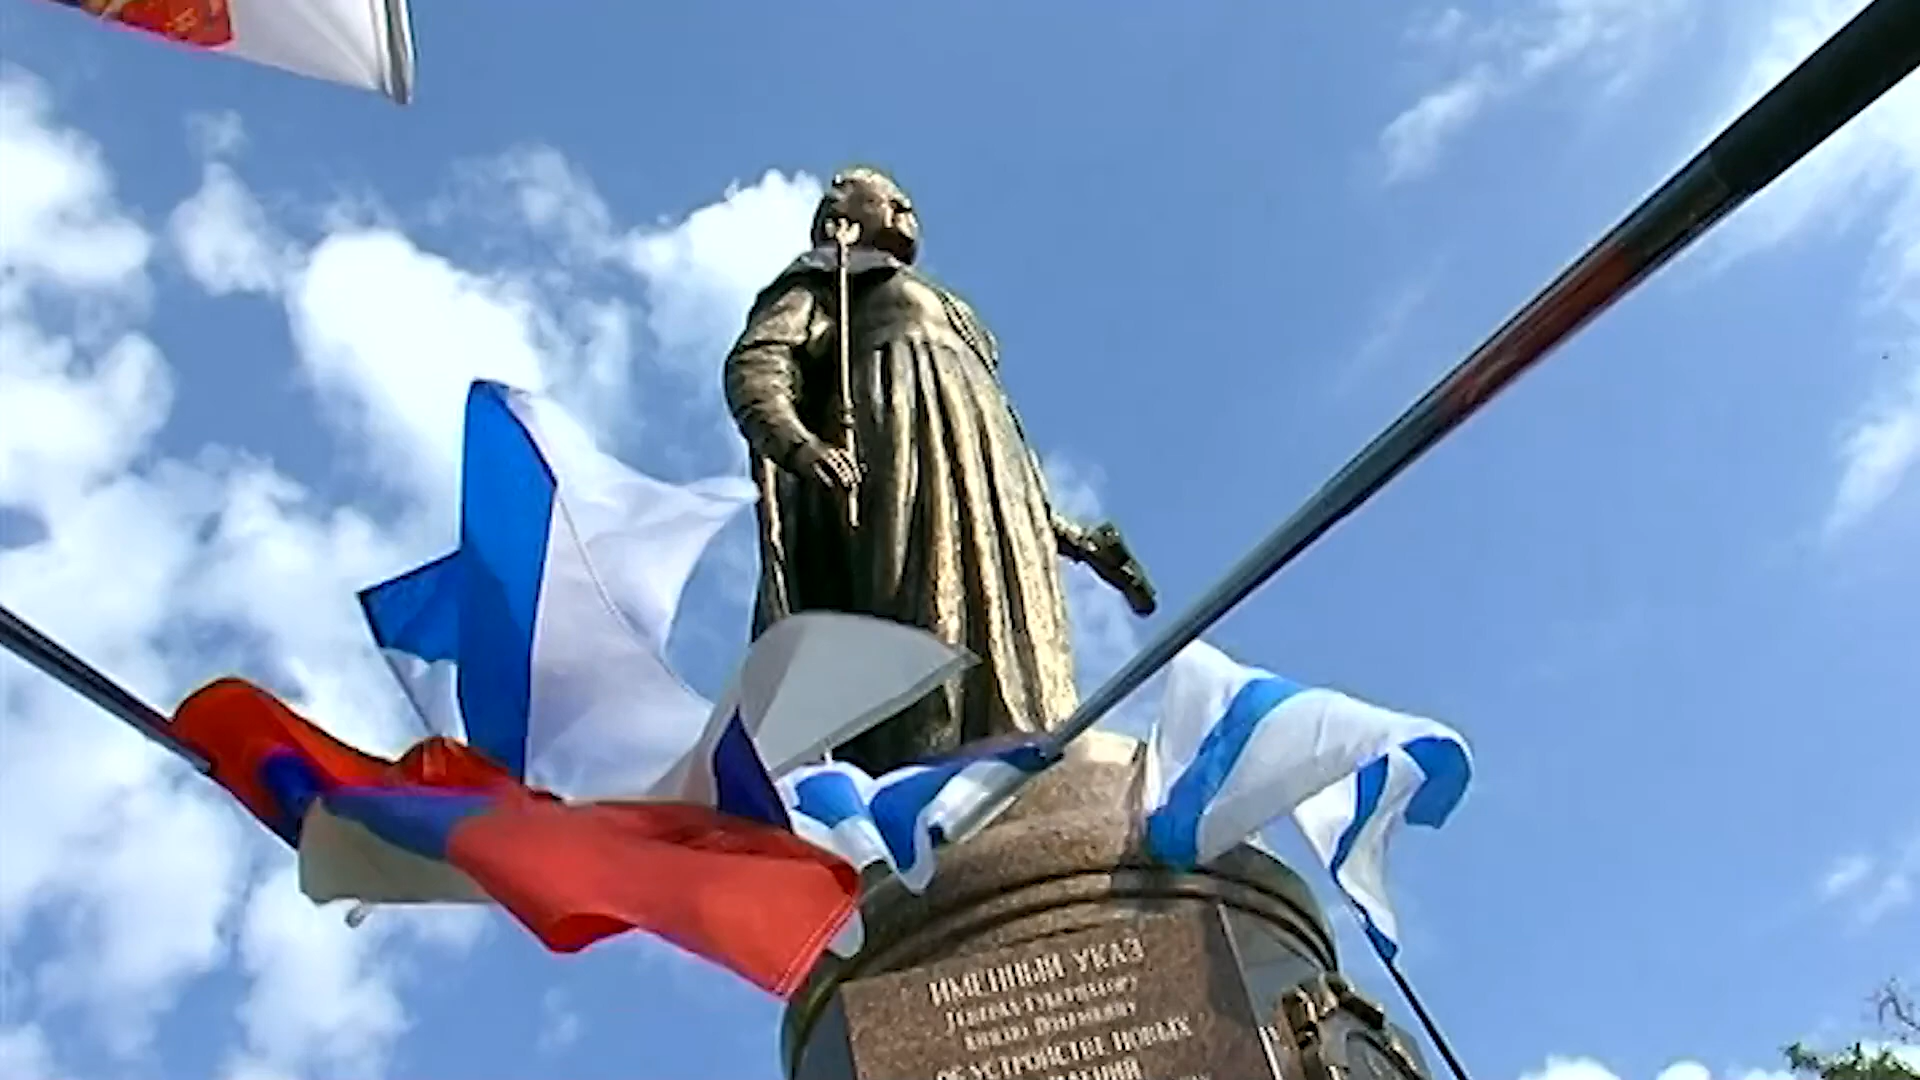 ИМЕННЫЙ УКАЗ
ГЕНЕРАЛ-ГУБЕРНАТОРУ
КНЯЗЮ ПОТЕМКИНУ
ОБ УСТРОЙСТВЕ НОВЫХ